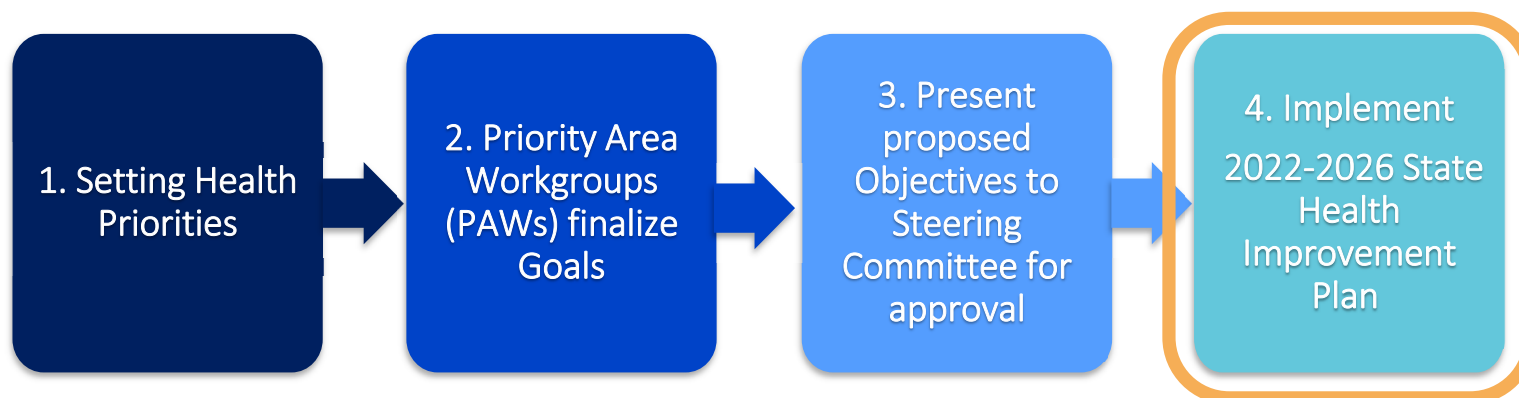 1. Setting Health
Priorities
2. Priority Area
Workgroups
(PAWs) finalize
Goals
3. Present
proposed
Objectives to
Steering
Committee for
approval
4. Implement
2022-2026 State
Health
Improvement
Plan